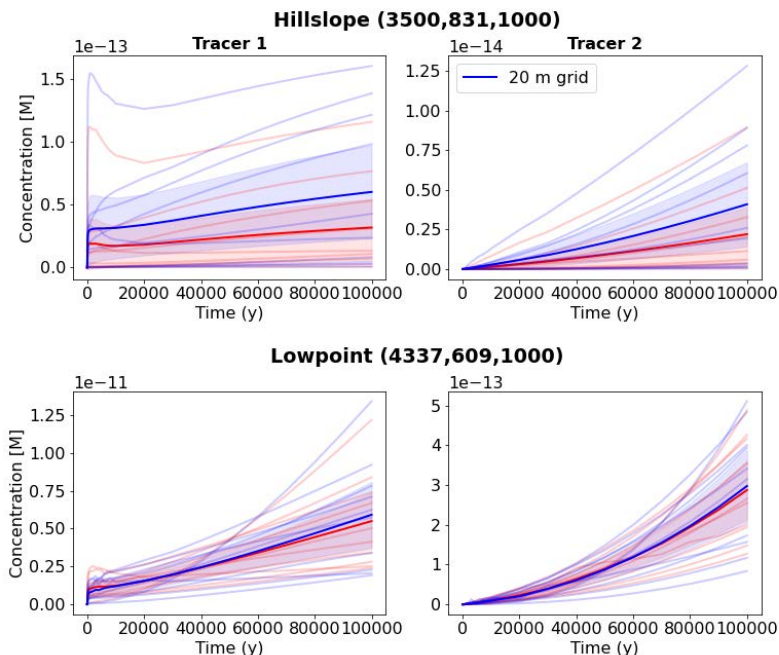 Hillslope (3500,831,1000)
Tracer 1
Tracer 2
1e−13
1e−14
Concentration [M]
1.5
1.0
0.5
0.0
1.25
1.00
0.75
0.50
0.25
0.00
20 m grid
0 20000 40000 60000 80000 100000
0 20000 40000 60000 80000 100000
Time (y)
Time (y)
Lowpoint (4337,609,1000)
1e−11
1e−13
Concentration [M]
1.25
1.00
0.75
0.50
0.25
0.00
5
4
3
2
1
0
0 20000 40000 60000 80000 100000
0 20000 40000 60000 80000 100000
Time (y)
Time (y)